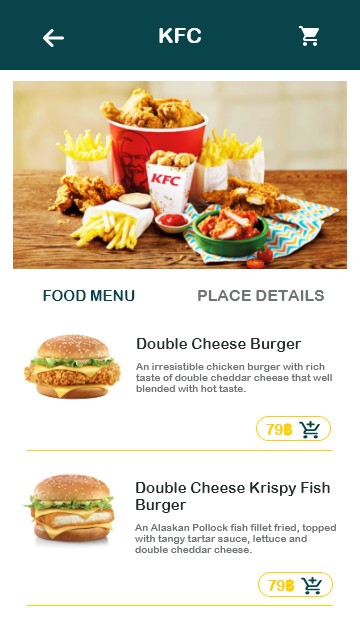 KFC
KFC
FOOD MENU
PLACE DETAILS
Double Cheese Burger
An irresistible chicken burger with rich
taste of double cheddar cheese that well
blended with hot taste.
79฿
Double Cheese Krispy Fish
Burger
An Alaskan Pollock fish fillet fried, topped
with tangy tartar sauce, lettuce and
double cheddar cheese.
79฿